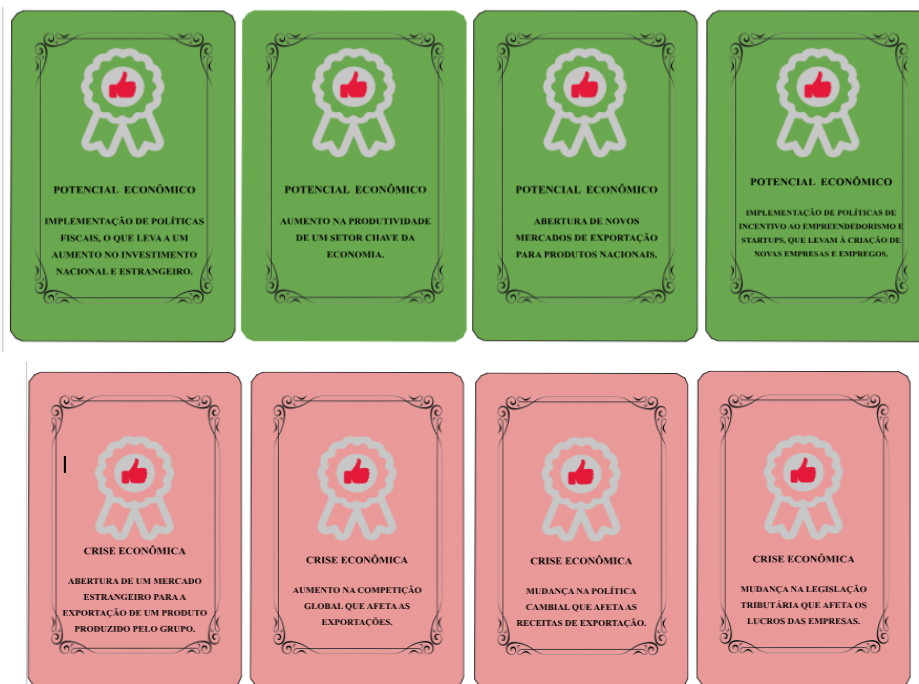 POTENCIAL ECONÔMICO
IMPLEMENTAÇÃO DE POLÍTICAS
FISCAIS, O QUE LEVA A UM
AUMENTO NO INVESTIMENTO
NACIONAL E ESTRANGEIRO.
POTENCIAL ECONÔMICO
AUMENTO NA PRODUTIVIDADE
DE UM SETOR CHAVE DA
ECONOMIA.
POTENCIAL ECONÔMICO
ABERTURA DE NOVOS
MERCADOS DE EXPORTAÇÃO
PARA PRODUTOS NACIONAIS.
POTENCIAL ECONÔMICO
IMPLEMENTAÇÃO DE POLÍTICAS DE
INCENTIVO AO EMPREENDEDORISMO E
STARTUPS, QUE LEVAM À CRIAÇÃO DE
NOVAS EMPRESAS E EMPREGOS.
CRISE ECONÔMICA
ABERTURA DE UM MERCADO
ESTRANGEIRO PARA A
EXPORTAÇÃO DE UM PRODUTO
PRODUZIDO PELO GRUPO.
CRISE ECONÔMICA
AUMENTO NA COMPETIÇÃO
GLOBAL QUE AFETA AS
EXPORTAÇÕES.
CRISE ECONÔMICA
MUDANÇA NA POLÍTICA
CAMBIAL QUE AFETA AS
RECEITAS DE EXPORTAÇÃO.
CRISE ECONÔMICA
MUDANÇA NA LEGISLAÇÃO
TRIBUTÁRIA QUE AFETA OS
LUCROS DAS EMPRESAS.